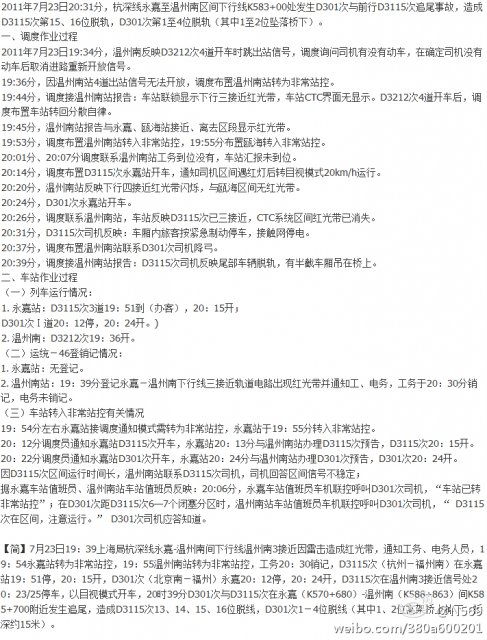 2011年7月23日20:31分，杭深线永嘉至温州南区间下行线K583+00处发生D301次与前行D3115次追尾事故，造成
D3115次第15、16位脱轨，D301次第1至4位脱轨（其中1至2位坠落桥下）。
一、调度作业过程
2011年7月23日19:34分，温州南反映D3212次4道开车时跳出站信号，调度询问司机有没有动车，在确定司机没有
动车后取消进路重新开放信号。
19:36分，因温州南站4道出站信号无法开放，调度布置温州南站转为非常站控。
19:44分，调度接温州南站报告：车站联锁显示下行三接近红光带，车站CTC界面无显示。D3212次4道开车后，调
度布置车站转回分散自律。
19:45分，温州南站报告与永嘉、瓯海站接近、离去区段显示红光带。
19:53分，调度布置温州南站转入非常站控，19:55分布置瓯海转入非常站控。
20:01分、20:07分调度联系温州南站工务到位没有，车站汇报未到位。
20:14分，调度布置D3115次永嘉站开车，通知司机区间遇红灯后转目视模式20km/h运行。
20:20分，温州南站反映下行四接近红光带闪烁，与瓯海区间无红光带。
20:24分，D301次永嘉站开车。
20:26分，调度联系温州南站，车站反映D3115次已三接近，CTC系统区间红光带已消失。
20:31分，D3115次司机反映：车厢内旅客按紧急制动停车，接触网停电。
20:37分，调度布置温州南站联系D301次司机降弓。
20:39分，调度接温州南站报告：D3115次司机反映尾部车辆脱轨，有半截车厢吊在桥上。
二、车站作业过程
（一）列车运行情况：
1. 永嘉站：D3115次3道19：51到（办客），20：15开；
D301次Ⅰ道20：12停，20：24开。)
2. 温州南：D3212次19：36开。
（二）运统－46登销记情况：
1. 永嘉站：无登记。
2. 温州南站：19：39分登记永嘉－温州南下行线三接近轨道电路出现红光带并通知工、电务，工务于20：30分销
记，电务未销记。
（三）车站转入非常站控有关情况
19：54分左右永嘉站接调度通知模式需转为非常站控，永嘉站于19：55分转入非常站控。
20：12分调度员通知永嘉站D3115次开车，永嘉站20：13分与温州南站办理D3115次预告，D3115次20：15开。
20：22分调度员通知永嘉站D301次开车，永嘉20：24分与温州南站办理D301次预告，D301次20：24开。
因D3115次区间运行时间长，温州南站联系D3115次司机，司机回答区间信号不稳定；
据永嘉车站值班员、温州南站车站值班员反映：20:06分，永嘉车站值班员车机联控呼叫D301次司机，“车站已转
非常站控”；在D301次距D3115次6—7个闭塞分区时，温州南站车站值班员车机联控呼叫D301次司机，“ D3115
次在区间，注意运行。” D301次司机应答知道。
【简】7月23日19：39上海局杭深线永嘉-温州南间下行线温州南3接近因雷击造成红光带，通知工务、电务人员，19
：54永嘉站转为非常站控，19：55温州南站转为非常站控，工务20：30销记，D3115次（杭州－福州南）在永嘉
站19：51停，20：15开，D301次（北京南－福州）永嘉20：12停，20：24开，D3115次在温州南3接近信号处20
：23/25停车，以目视模式开车，20时39分D301次与D3115次在永嘉（K570+680）-温州南（K588+863）间K58
5+700附近发生追尾，造成D3115次13、14、15、16位脱线，D301次1－4位脱线（其中1、2位
深约15米）。
weibo.com/380a600201